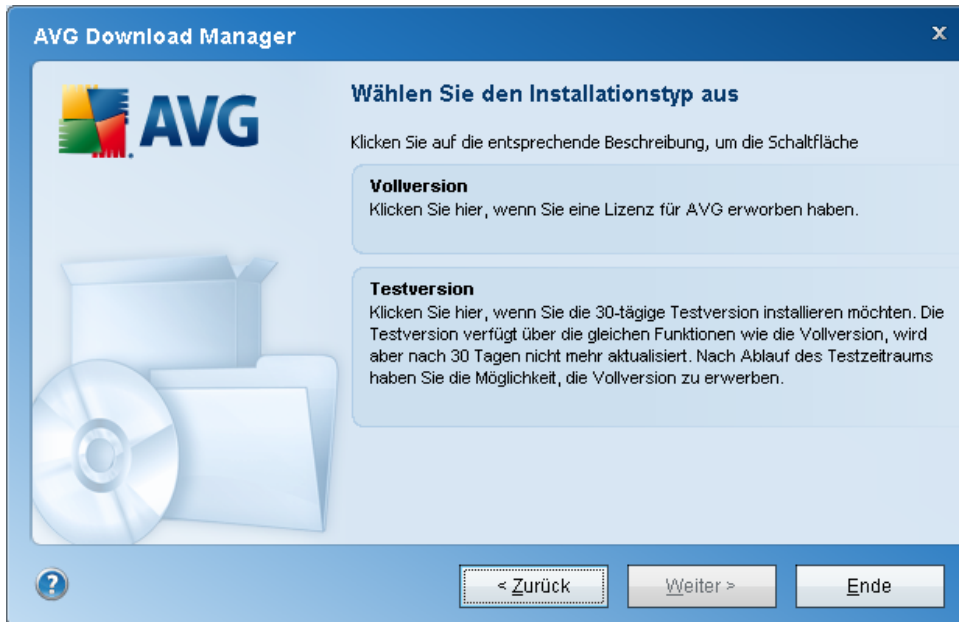 AVG Download Manager
x
AVG
Wählen Sie den Installationstyp aus
Klicken Sie auf die entsprechende Beschreibung, um die Schaltfläche
Vollversion
Klicken Sie hier, wenn Sie eine Lizenz für AVG erworben haben.
Testversion
Klicken Sie hier, wenn Sie die 30-tägige Testversion installieren möchten. Die
Testversion verfügt über die gleichen Funktionen wie die Vollversion, wird
aber nach 30 Tagen nicht mehr aktualisiert. Nach Ablauf des Testzeitraums
haben Sie die Möglichkeit, die Vollversion zu erwerben.
?
< Zurück
Weiter >
Ende